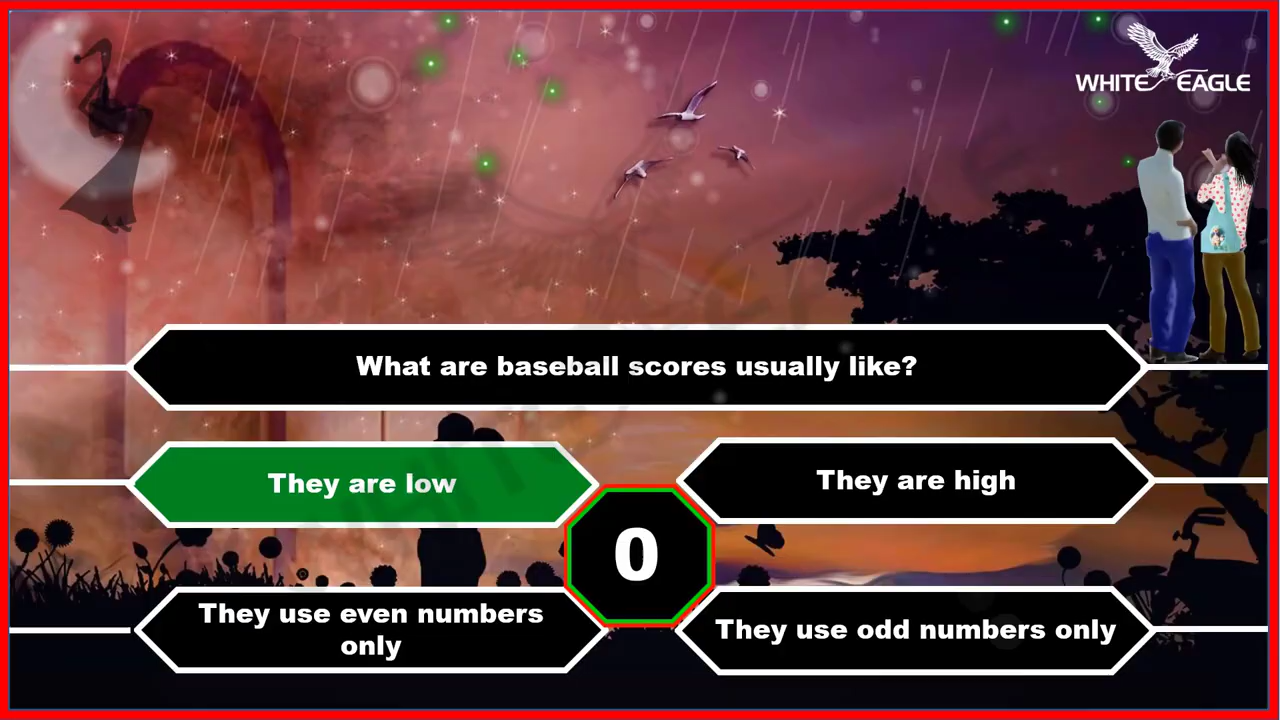 WHITE EAGLE
What are baseball scores usually like?
They are low
They are high
0
They use even numbers
only
They use odd numbers only